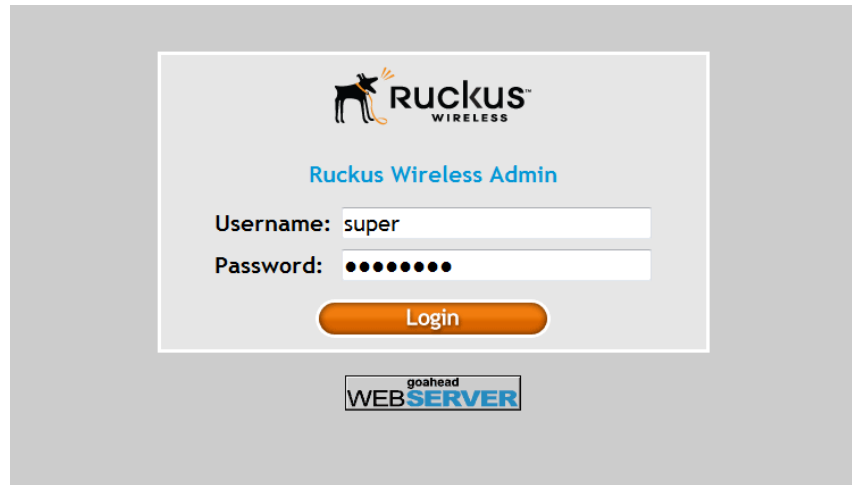 RUCKUS™
WIRELESS
Ruckus Wireless Admin
Username: super
Password: ●●●●●●●●
Login
goahead
WEBSERVER